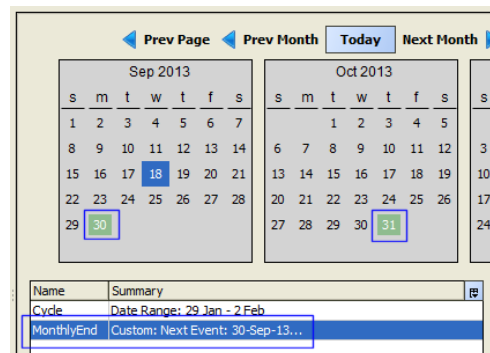 Prev Page Prev Month Today Next Month
Sep 2013 Oct 2013
s m t w t f s s m t w t f s
1 2 3 4 5 6 7 1 2 3 4 5
8 9 10 11 12 13 14 6 7 8 9 10 11 12 3
15 16 17 18 19 20 21 13 14 15 16 17 18 19 10
22 23 24 25 26 27 28 20 21 22 23 24 25 26 17
29 30 27 28 29 30 31 24
Name Summary
Cycle Date Range: 29 Jan - 2 Feb
MonthlyEnd Custom: Next Event: 30-Sep-13...